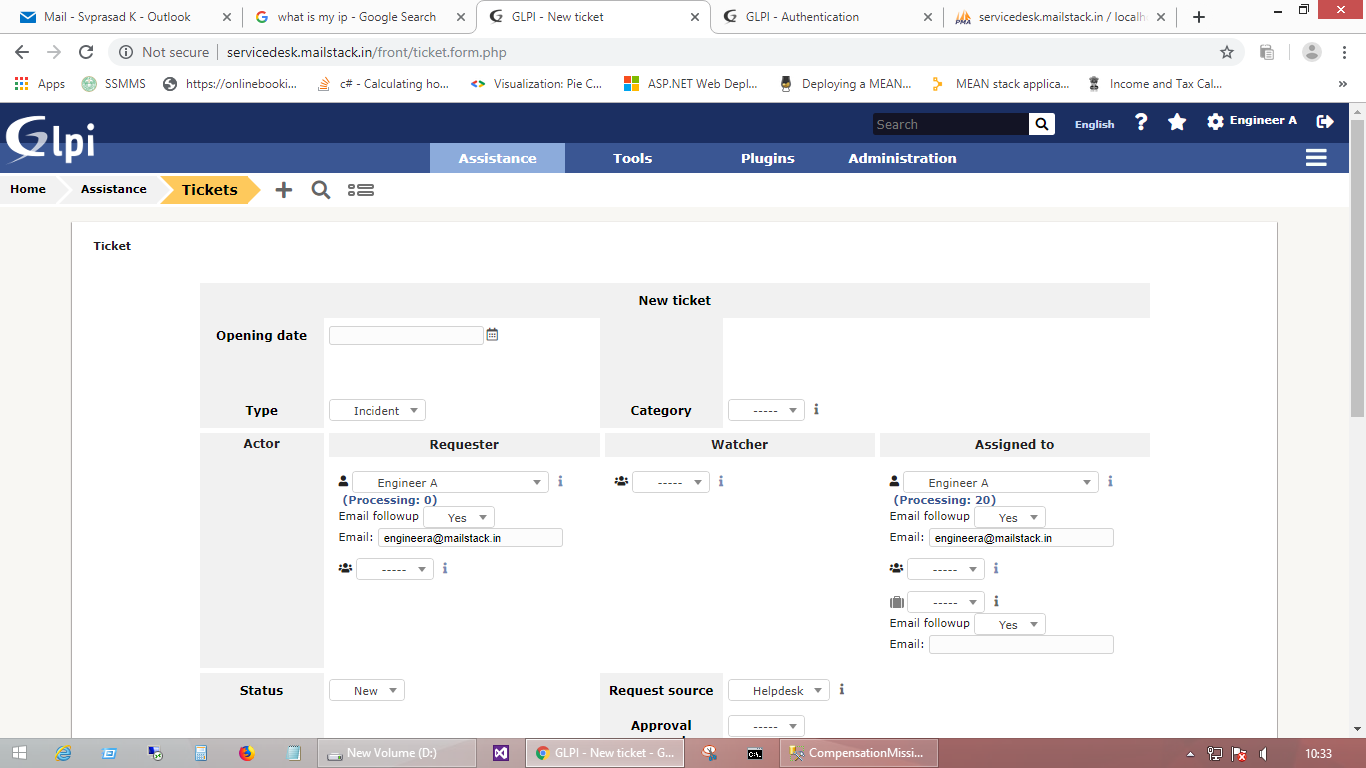 Mail - Svprasad K - Outlook
what is my ip - Google Search
GLPI - New ticket
GLPI - Authentication
servicedesk.mailstack.in / localh
Not secure | servicedesk.mailstack.in/front/ticket.form.php
Apps
SSMMS
https://onlinebooki...
c# - Calculating ho...
Visualization: Pie C...
ASP.NET Web Depl...
Deploying a MEAN...
MEAN stack applica...
Income and Tax Cal...
»
Glpi
Search
English
?
Engineer A
Assistance
Tools
Plugins
Administration
Home
Assistance
Tickets
Ticket
New ticket
Opening date
Type
Incident
Category
-----
Actor
Requester
Watcher
Assigned to
Engineer A
-----
Engineer A
(Processing: 0)
(Processing: 20)
Email followup Yes
Email followup Yes
Email: engineera@mailstack.in
Email: engineera@mailstack.in
-----
-----
-----
Email followup Yes
Email:
Status
New
Request source
Helpdesk
Approval
-----
New Volume (D:)
GLPI - New ticket - G...
CompensationMissi...
10:33